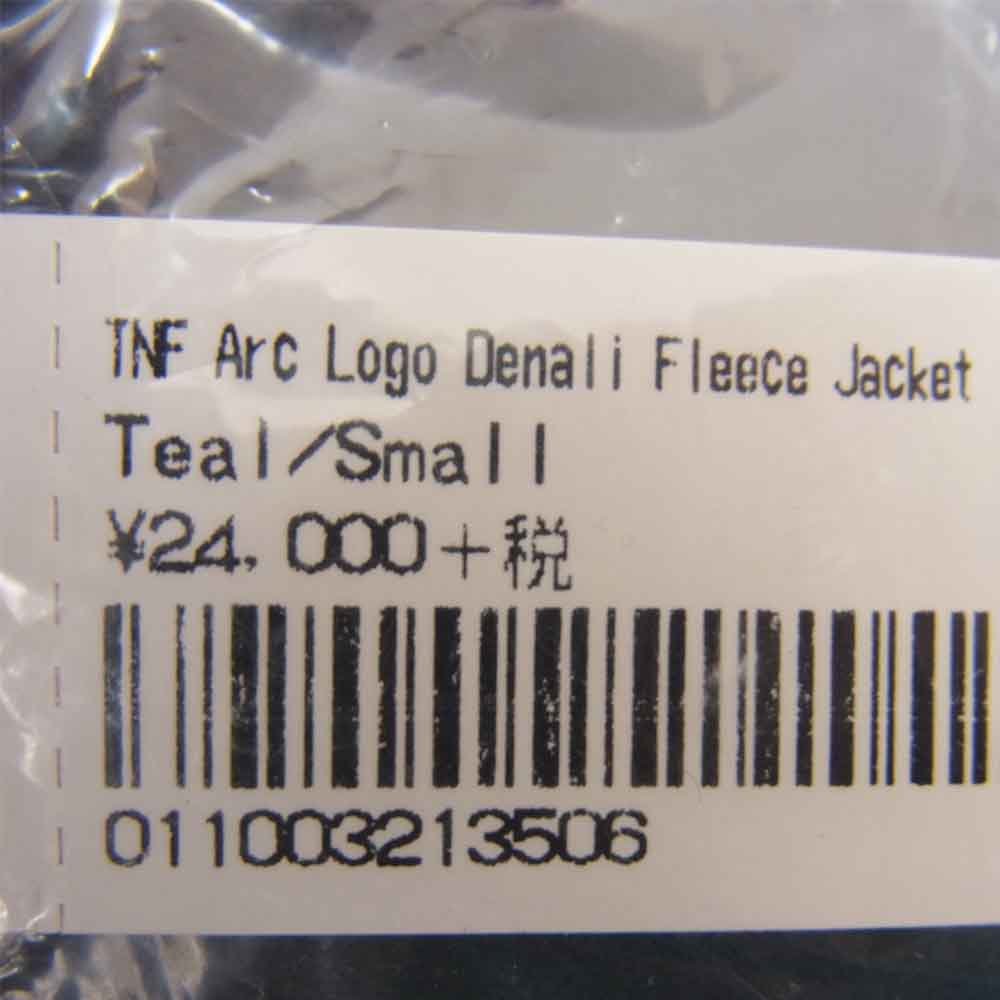 TNF Arc Logo Denali Fleece Jacket
Teal/Small
¥24,000+税
011003213506